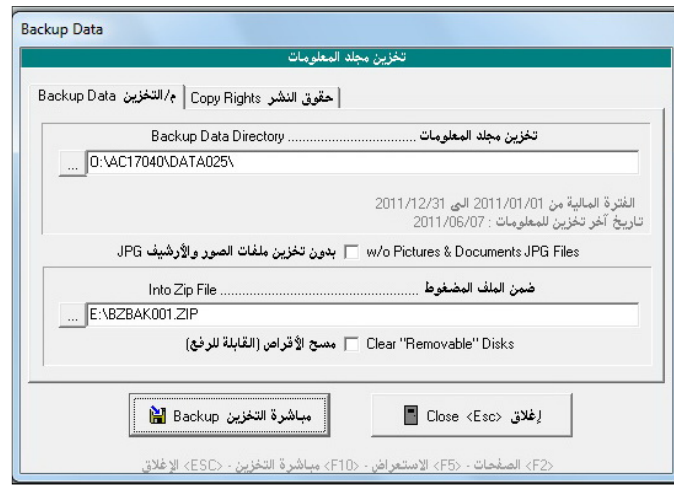 Backup Data
تخزين مجلد المعلومات
Backup Data م/التخزين
Copy Rights حقوق النشر
Backup Data Directory ................................. تخزين مجلد المعلومات
... O:\AC17040\DATA025\
الفترة المالية من 2011/01/01 الى 2011/12/31
تاريخ آخر تخزين للمعلومات : 2011/06/07
بدون تخزين ملفات الصور والأرشيف JPG w/o Pictures & Documents JPG Files
Into Zip File .................................................... ضمن الملف المضغوط
... E:\BZBAK001.ZIP
مسح الأقراص (القابلة للرفع) Clear "Removable" Disks
مباشرة التخزين Backup
إغلاق Close <Esc>
<F2> الصفحات - <F5> الاستعراض - <F10> مباشرة التخزين - <ESC> الإغلاق